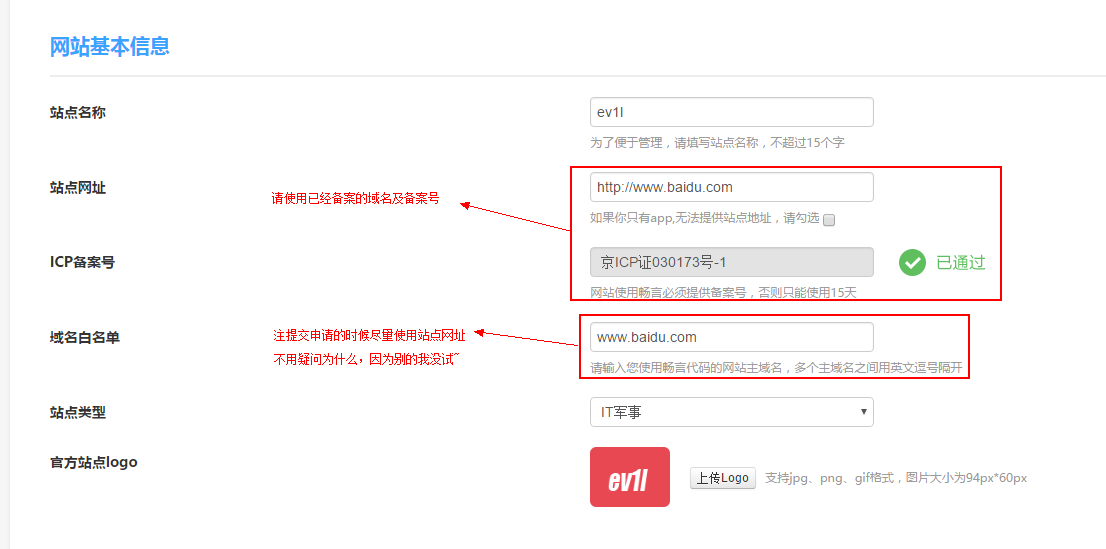 网站基本信息
站点名称
ev1l
为了便于管理，请填写站点名称，不超过15个字
站点网址
请使用已经备案的域名及备案号
http://www.baidu.com
如果你只有app,无法提供站点地址，请勾选
ICP备案号
京ICP证030173号-1
已通过
网站使用畅言必须提供备案号，否则只能使用15天
域名白名单
注提交申请的时候尽量使用站点网址
不用疑问为什么，因为别的我没试~
www.baidu.com
请输入您使用畅言代码的网站主域名，多个主域名之间用英文逗号隔开
站点类型
IT军事
官方站点logo
ev1l
上传Logo
支持jpg、png、gif格式，图片大小为94px*60px